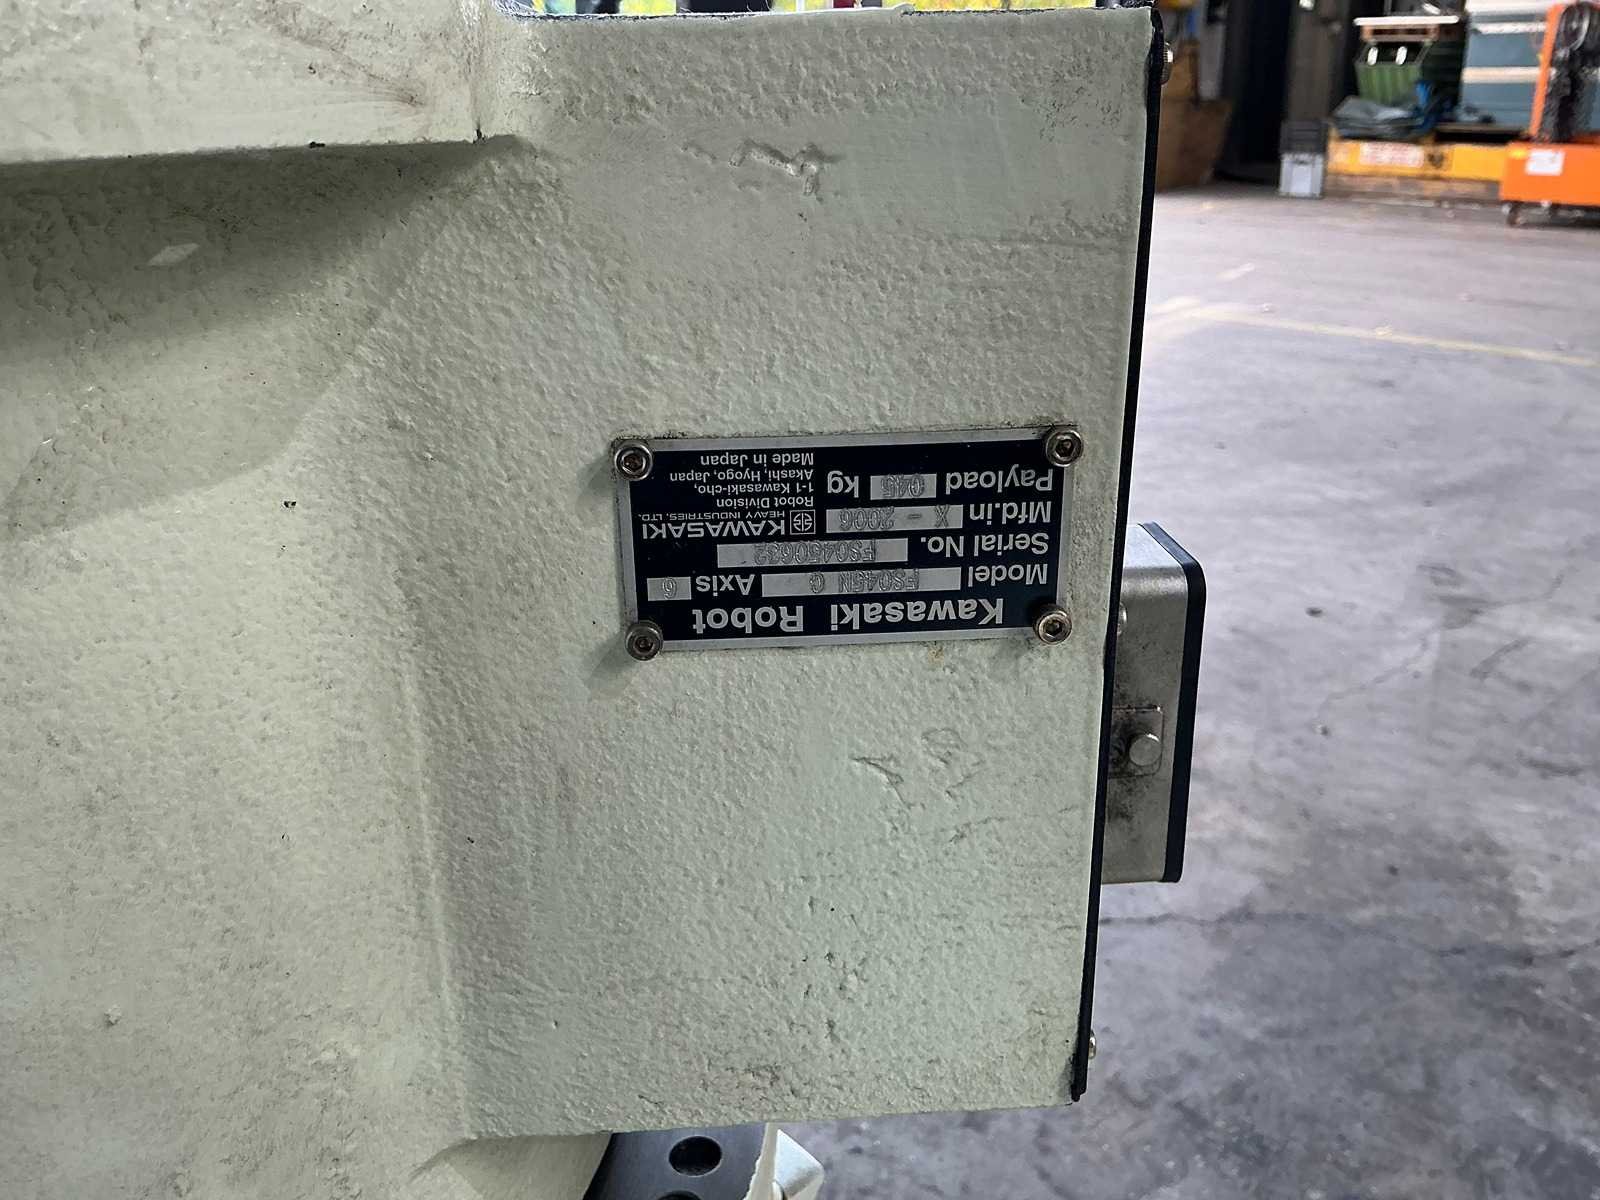 Kawasaki Robot
Model FS045N C Axis 6
Serial No. FS0450632
Mfd.in X - 2006
Payload 045 kg
KAWASAKI
HEAVY INDUSTRIES, LTD.
Robot Division
1-1 Kawasaki-cho,
Akashi, Hyogo, Japan
Made in Japan